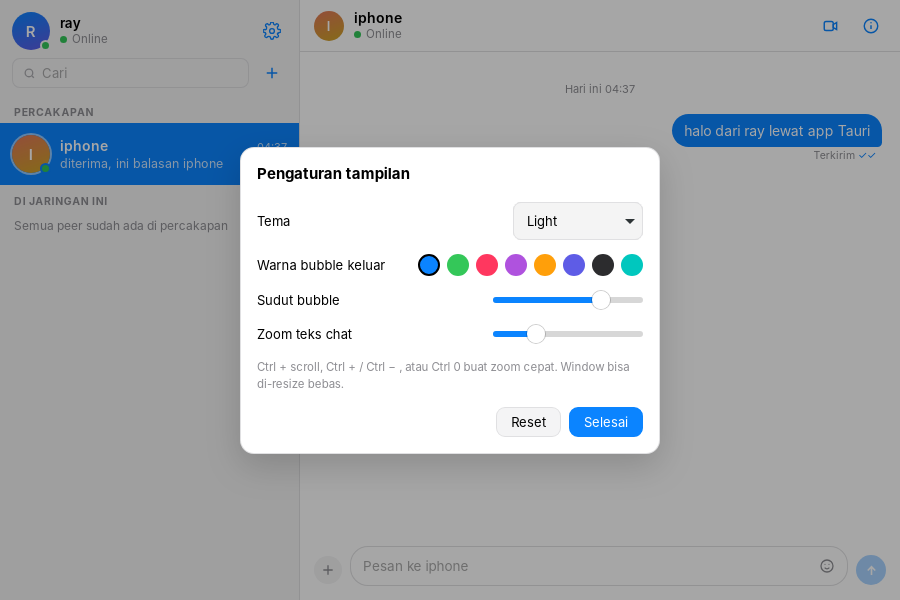 R
ray
Online
Cari
PERCAKAPAN
I
iphone
04:37
diterima, ini balasan iphone
DI JARINGAN INI
Semua peer sudah ada di percakapan
I
iphone
Online
Hari ini 04:37
halo dari ray lewat app Tauri
Terkirim ✓✓
Pengaturan tampilan
Tema
Light
Warna bubble keluar
Sudut bubble
Zoom teks chat
Ctrl + scroll, Ctrl + / Ctrl − , atau Ctrl 0 buat zoom cepat. Window bisa
di-resize bebas.
Reset
Selesai
Pesan ke iphone